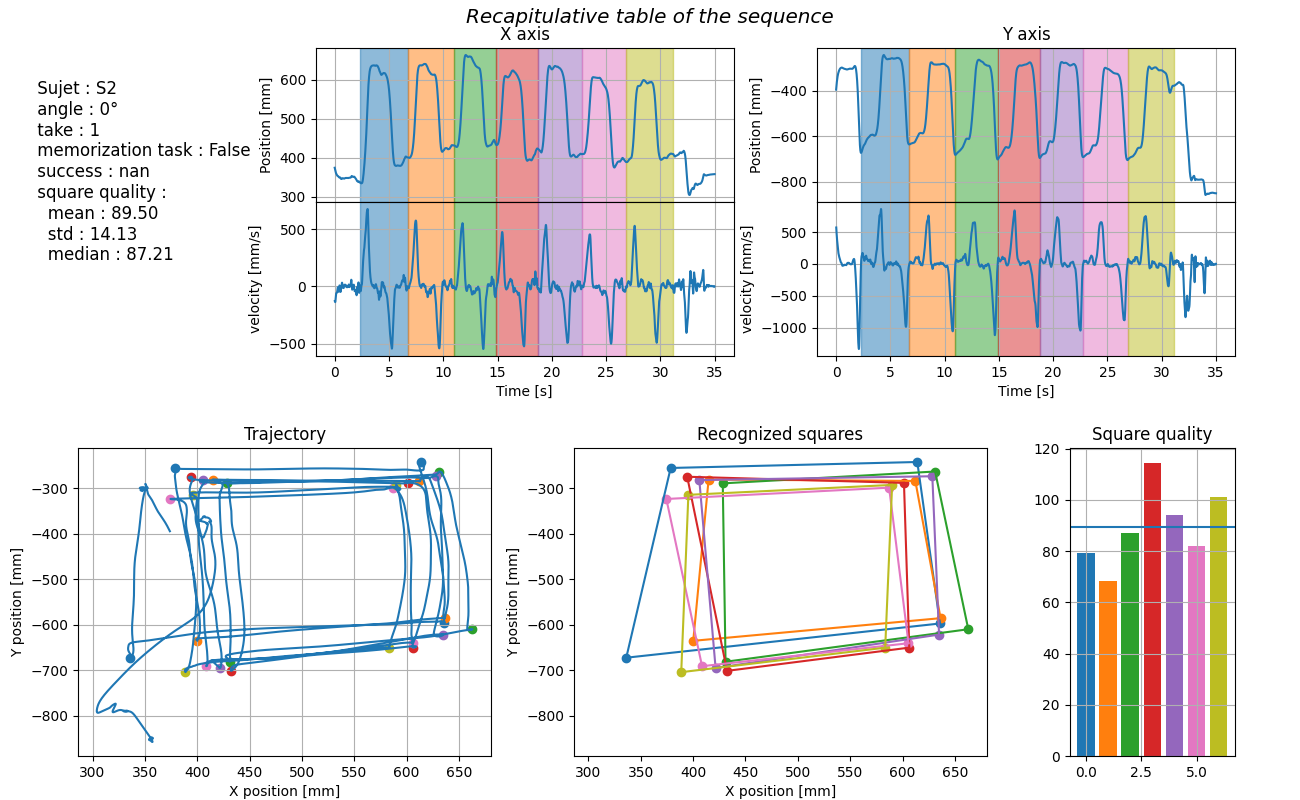 Recapitulative table of the sequence
Sujet : S2
angle : 0°
take : 1
memorization task : False
success : nan
square quality :
mean : 89.50
std : 14.13
median : 87.21
X axis
Position [mm]
600
500
400
300
velocity [mm/s]
500
0
−500
0 5 10 15 20 25 30 35
Time [s]
Y axis
Position [mm]
−400
−600
−800
velocity [mm/s]
500
0
−500
−1000
0 5 10 15 20 25 30 35
Time [s]
Trajectory
Y position [mm]
−300
−400
−500
−600
−700
−800
300 350 400 450 500 550 600 650
X position [mm]
Recognized squares
Y position [mm]
−300
−400
−500
−600
−700
−800
300 350 400 450 500 550 600 650
X position [mm]
Square quality
120
100
80
60
40
20
0
0.0 2.5 5.0